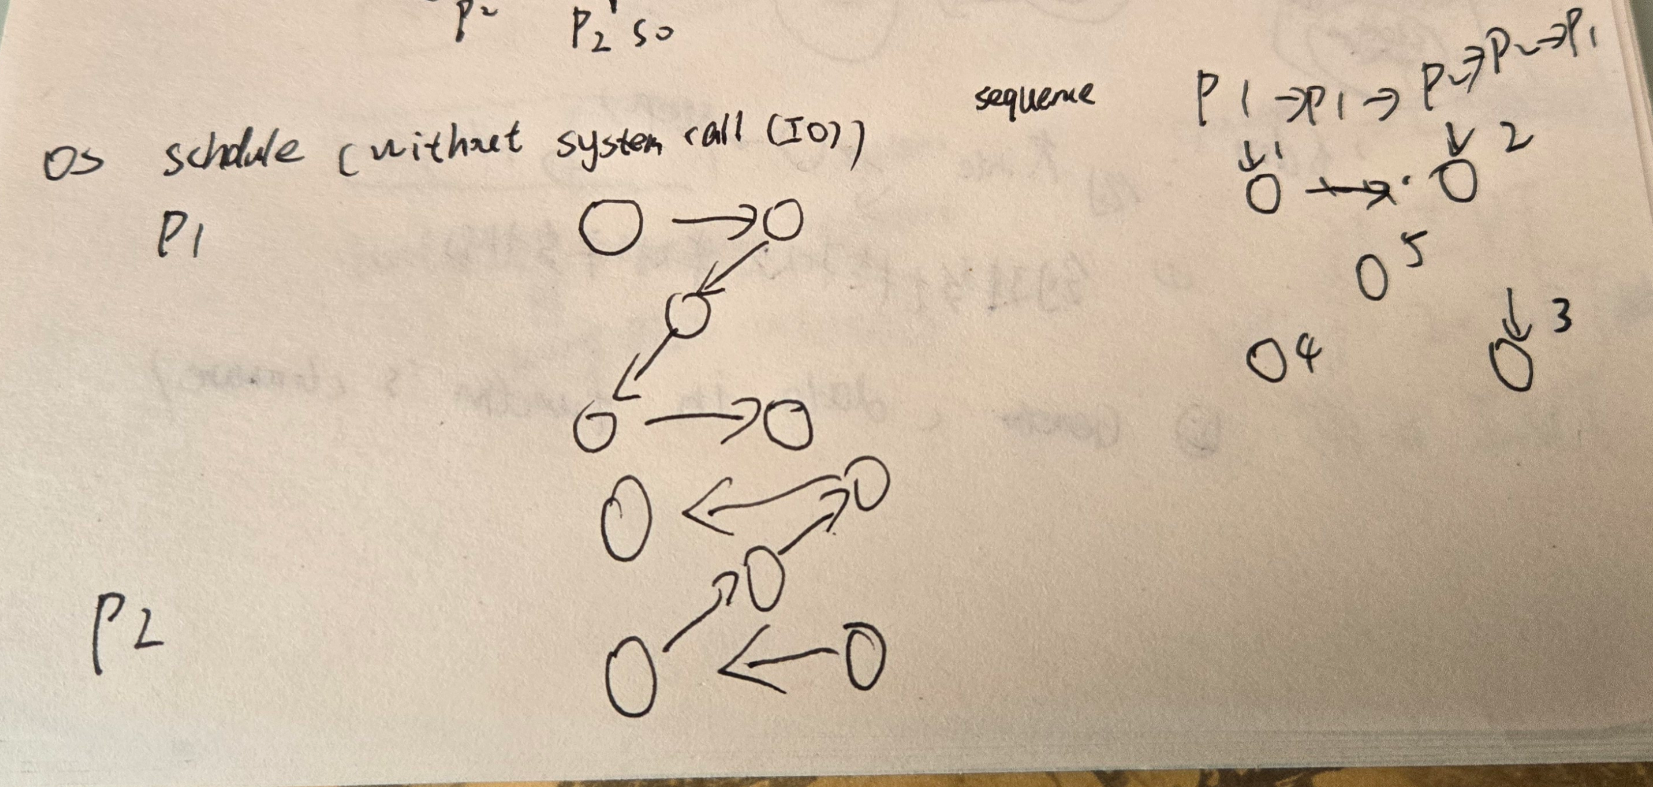 P2 P2' so
sequence P1 →P1 → P2→P2→P1
OS schdule (without system call (IO))
1 2
P1
5
3
4
P2